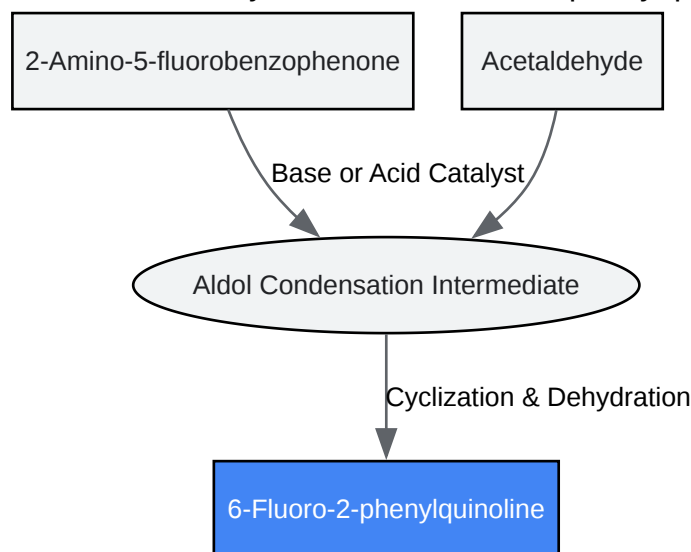 2-Amino-5-fluorobenzophenone
Acetaldehyde
Base or Acid Catalyst
Aldol Condensation Intermediate
Cyclization & Dehydration
6-Fluoro-2-phenylquinoline